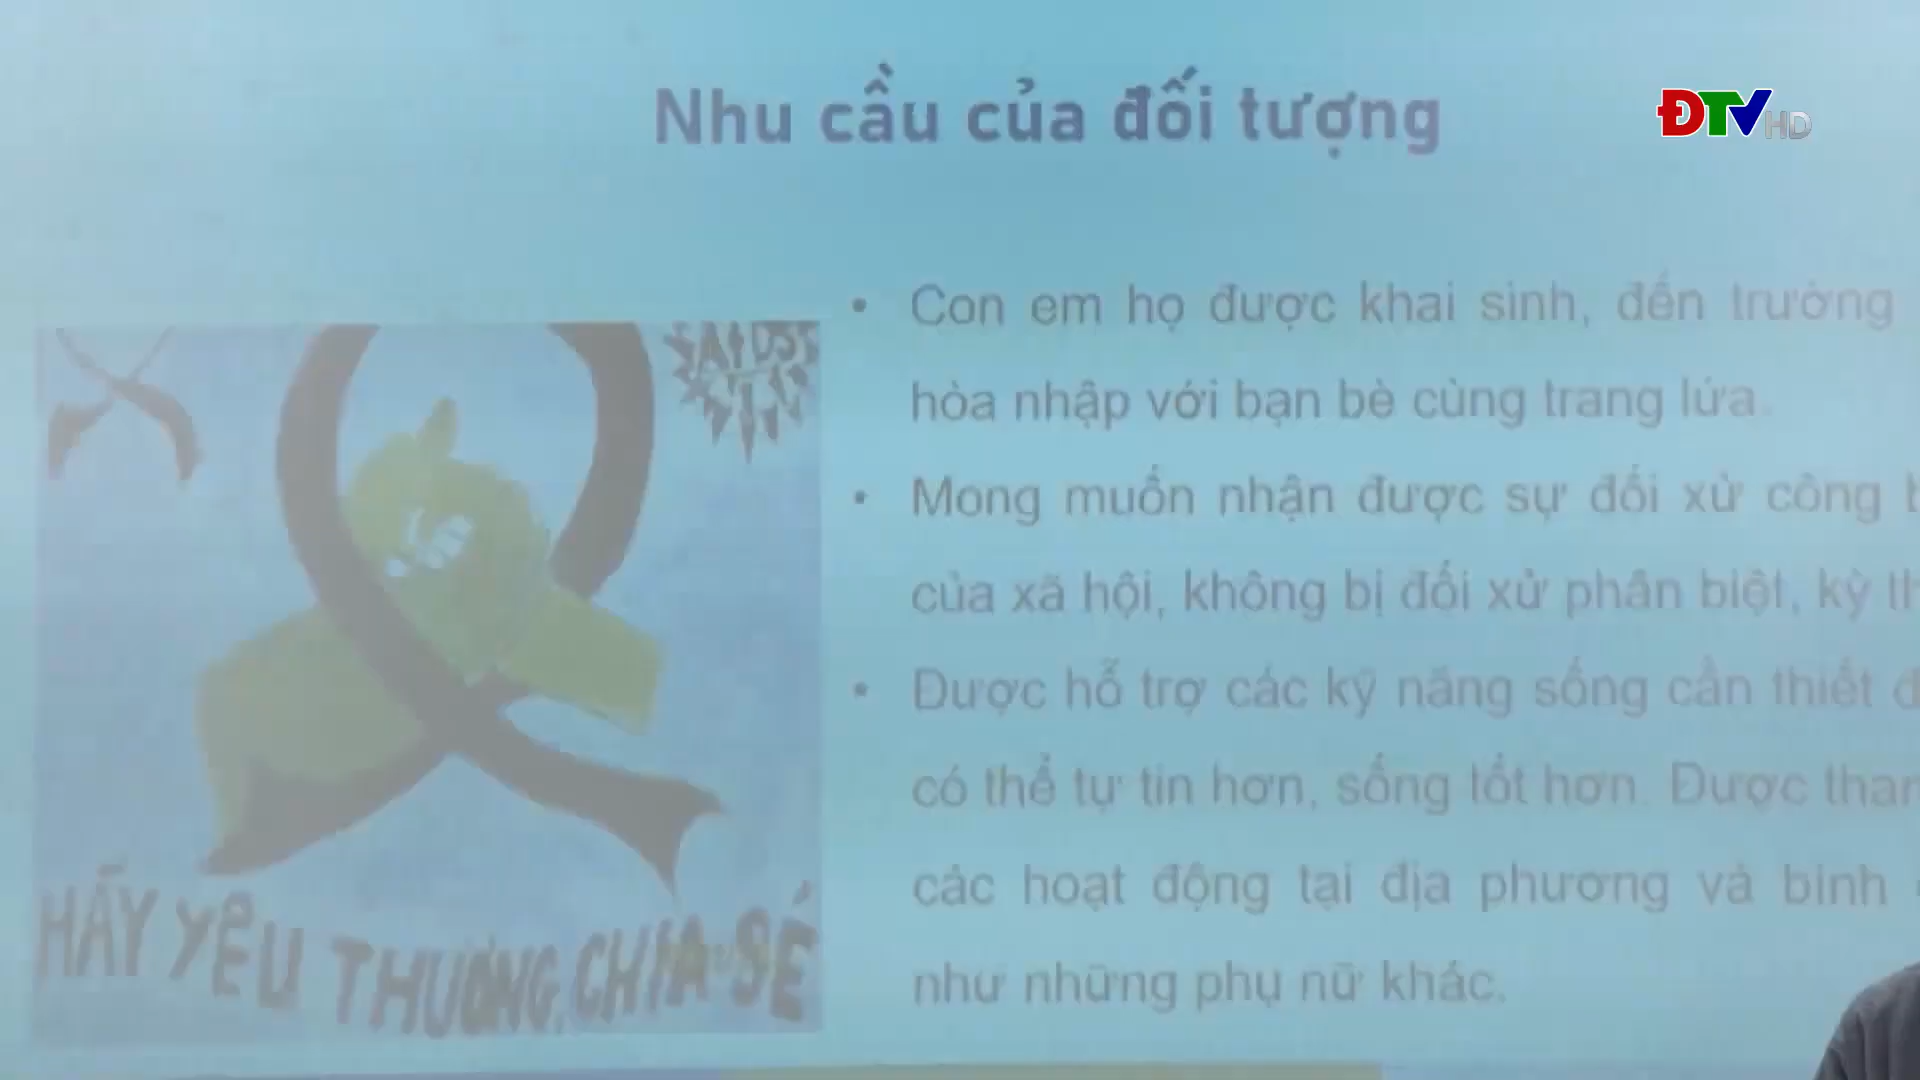 Nhu cầu của đối tượng
ĐTV HD
• Con em họ được khai sinh, đến trường
hòa nhập với bạn bè cùng trang lứa.
• Mong muốn nhận được sự đối xử công
của xã hội, không bị đối xử phân biệt, kỳ
• Được hỗ trợ các kỹ năng sống cần thiết
có thể tự tin hơn, sống tốt hơn. Được
các hoạt động tại địa phương và bình
như những phụ nữ khác.
AIDS
HÃY YÊU THƯƠNG, CHIA SẺ